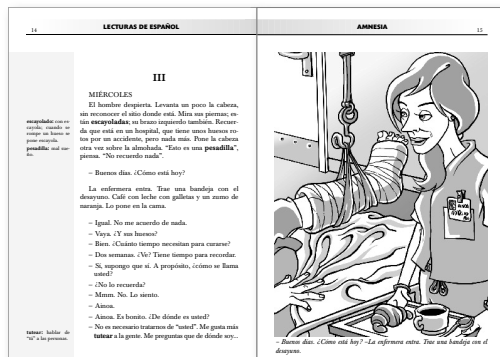 14
LECTURAS DE ESPAÑOL
III
MIÉRCOLES
El hombre despierta. Levanta un poco la cabeza,
sin reconocer el sitio donde está. Mira sus piernas; es-
tán escayoladas; su brazo izquierdo también. Recuer-
da que está en un hospital, que tiene unos huesos ro-
tos por un accidente, pero nada más. Pone la cabeza
otra vez sobre la almohada. “Esto es una pesadilla”,
piensa. “No recuerdo nada”.
– Buenos días. ¿Cómo está hoy?
La enfermera entra. Trae una bandeja con el
desayuno. Café con leche con galletas y un zumo de
naranja. Lo pone en la cama.
– Igual. No me acuerdo de nada.
– Vaya. ¿Y sus huesos?
– Bien. ¿Cuánto tiempo necesitan para curarse?
– Dos semanas. ¿Ve? Tiene tiempo para recordar.
– Sí, supongo que sí. A propósito, ¿cómo se llama
usted?
– ¿No lo recuerda?
– Mmm. No. Lo siento.
– Ainoa.
– Ainoa. Es bonito. ¿De dónde es usted?
– No es necesario tratarnos de “usted”. Me gusta más
tutear a la gente. Me preguntas que de dónde soy...
escayolado: con es-
cayola; cuando se
rompe un hueso se
pone escayola.
pesadilla: mal sue-
ño.
tutear: hablar de
“tú” a las personas.
AMNESIA
15
– Buenos días. ¿Cómo está hoy? –La enfermera entra. Trae una bandeja con el
desayuno.